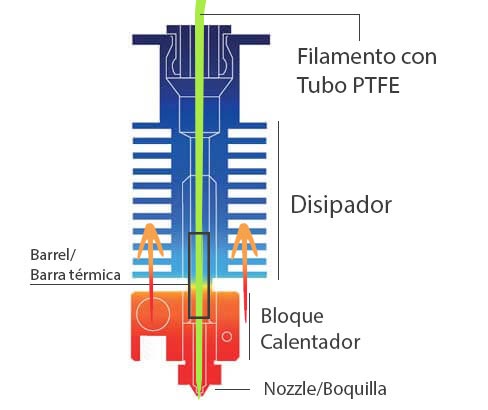 Filamento con
Tubo PTFE
Disipador
Barrel/
Barra térmica
Bloque
Calentador
Nozzle/Boquilla